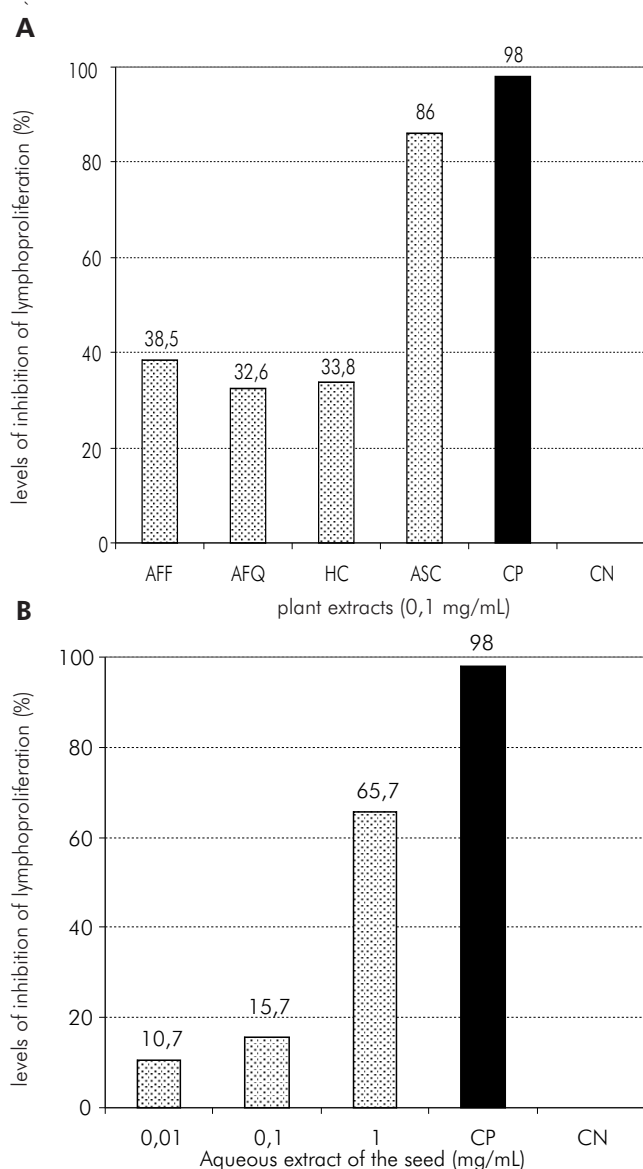 A
levels of inhibition of lymphoproliferation (%)
100
80
60
40
20
0
38,5
32,6
33,8
86
98
AFF AFQ HC ASC CP CN
plant extracts (0,1 mg/mL)
B
levels of inhibition of lymphoproliferation (%)
100
80
60
40
20
0
10,7
15,7
65,7
98
0,01 0,1 1 CP CN
Aqueous extract of the seed (mg/mL)